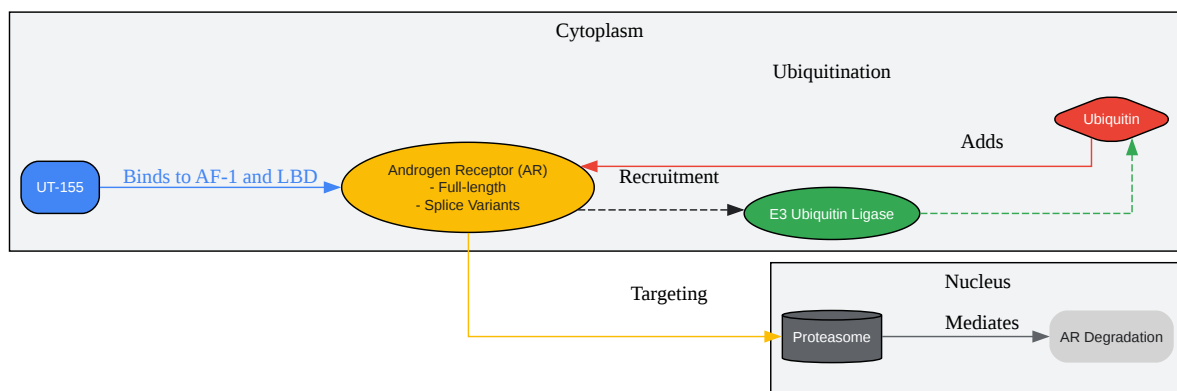 Cytoplasm
Ubiquitination
Ubiquitin
Adds
UT-155
Binds to AF-1 and LBD
Androgen Receptor (AR)
- Full-length
- Splice Variants
Recruitment
E3 Ubiquitin Ligase
Targeting
Nucleus
Proteasome
Mediates
AR Degradation